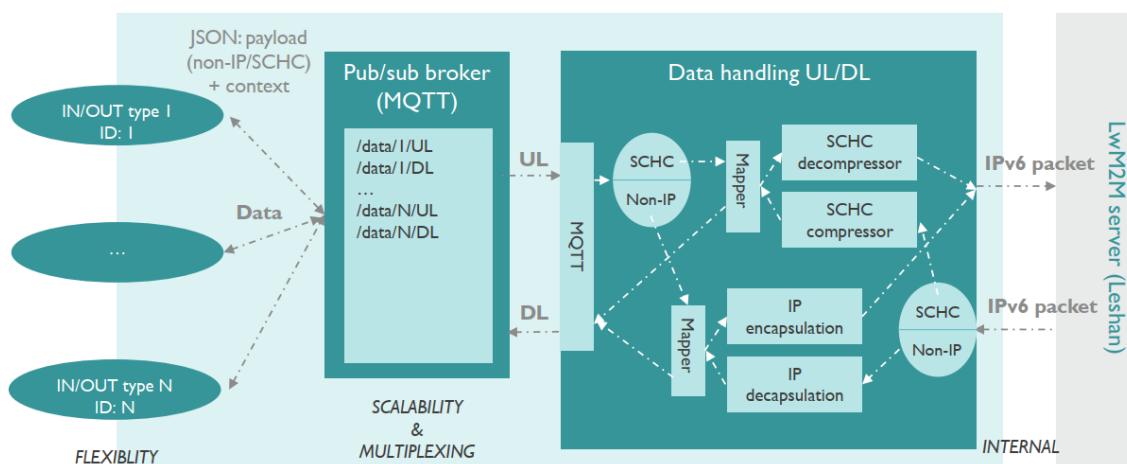 JSON: payload
(non-IP/SCHC)
+ context
IN/OUT type 1
ID: 1
Data
...
IN/OUT type N
ID: N
FLEXIBLITY
Pub/sub broker
(MQTT)
/data/1/UL
/data/1/DL
...
/data/N/UL
/data/N/DL
SCALABILITY
&
MULTIPLEXING
UL
DL
Data handling UL/DL
MQTT
SCHC
Non-IP
Mapper
SCHC
decompressor
SCHC
compressor
Mapper
IP
encapsulation
IP
decapsulation
SCHC
Non-IP
INTERNAL
IPv6 packet
IPv6 packet
LwM2M server (Leshan)